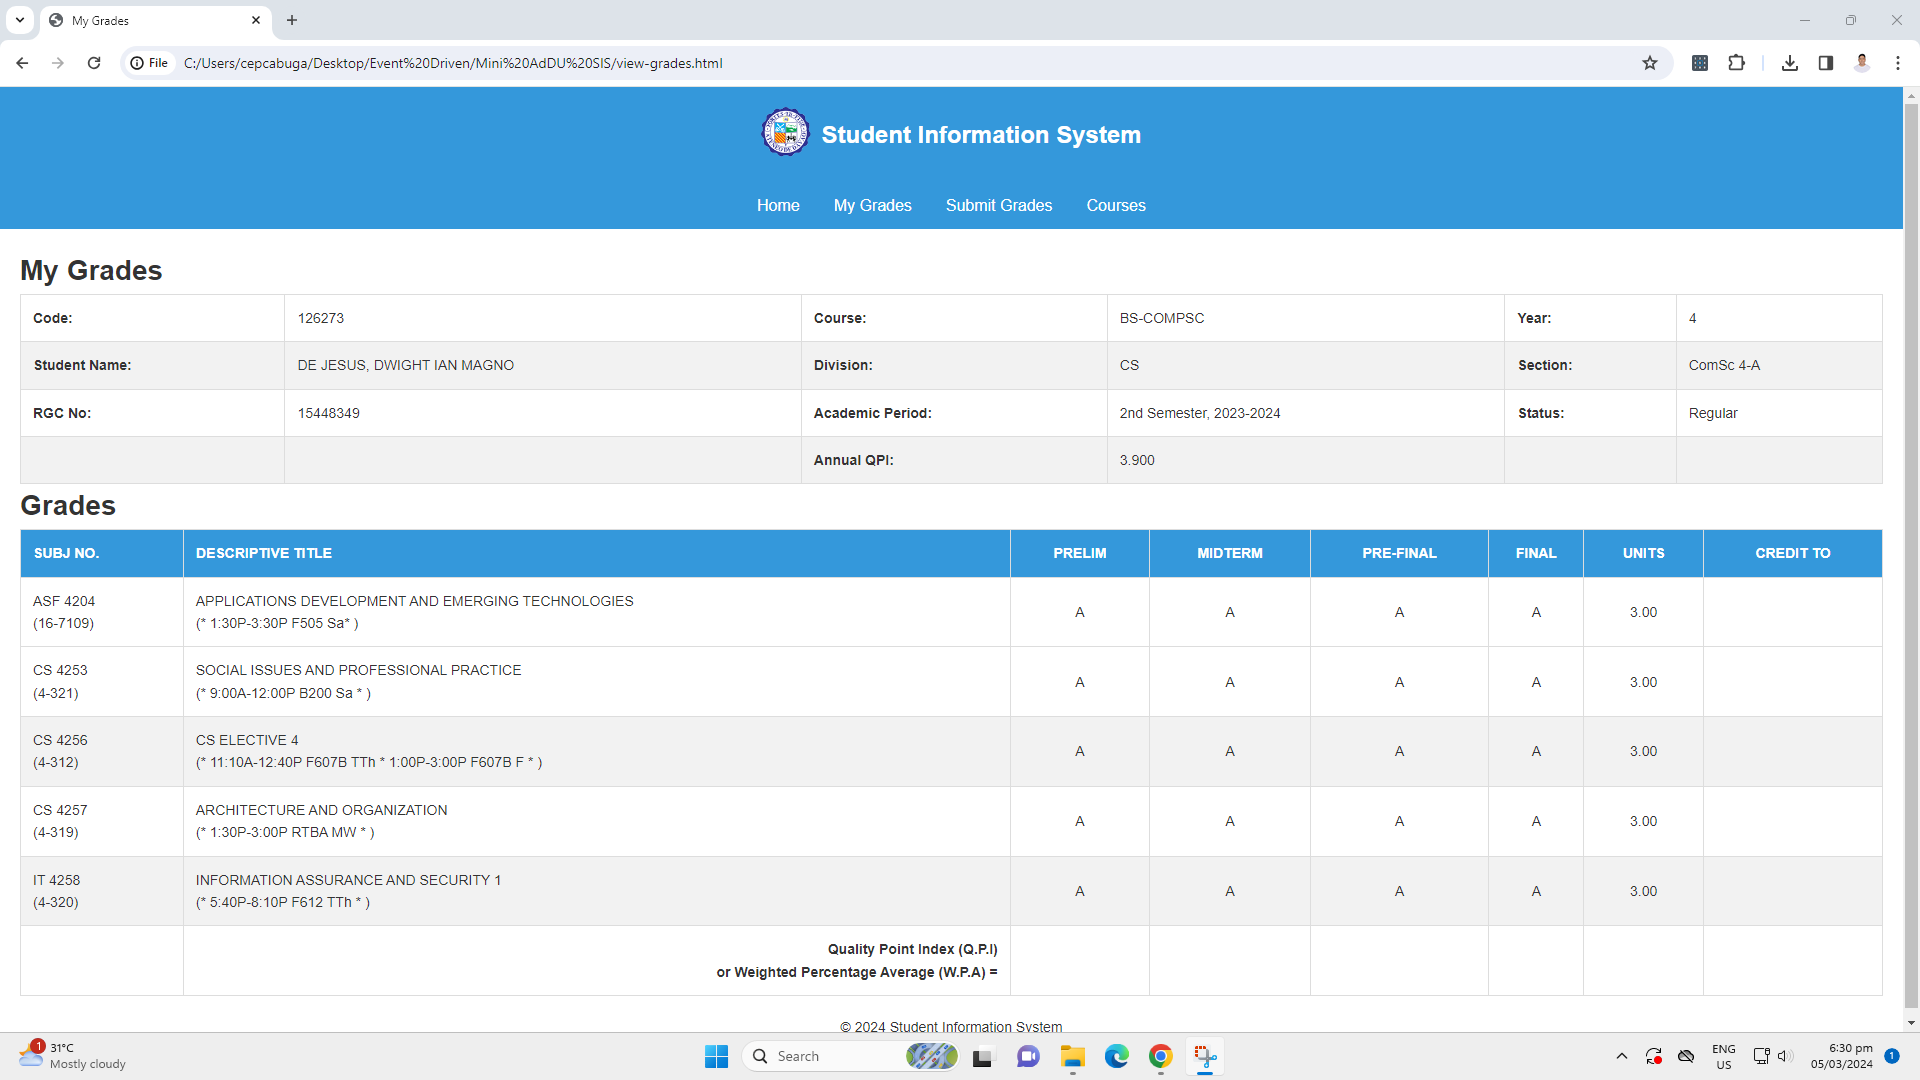 My Grades
File
C:/Users/cepcabuga/Desktop/Event%20Driven/Mini%20AdDU%20SIS/view-grades.html
Student Information System
Home My Grades Submit Grades Courses
My Grades
Code: 126273 Course: BS-COMPSC Year: 4
Student Name: DE JESUS, DWIGHT IAN MAGNO Division: CS Section: ComSc 4-A
RGC No: 15448349 Academic Period: 2nd Semester, 2023-2024 Status: Regular
Annual QPI: 3.900
Grades
SUBJ NO. DESCRIPTIVE TITLE PRELIM MIDTERM PRE-FINAL FINAL UNITS CREDIT TO
ASF 4204 APPLICATIONS DEVELOPMENT AND EMERGING TECHNOLOGIES
(16-7109) (* 1:30P-3:30P F505 Sa* ) A A A A 3.00
CS 4253 SOCIAL ISSUES AND PROFESSIONAL PRACTICE
(4-321) (* 9:00A-12:00P B200 Sa * ) A A A A 3.00
CS 4256 CS ELECTIVE 4
(4-312) (* 11:10A-12:40P F607B TTh * 1:00P-3:00P F607B F * ) A A A A 3.00
CS 4257 ARCHITECTURE AND ORGANIZATION
(4-319) (* 1:30P-3:00P RTBA MW * ) A A A A 3.00
IT 4258 INFORMATION ASSURANCE AND SECURITY 1
(4-320) (* 5:40P-8:10P F612 TTh * ) A A A A 3.00
Quality Point Index (Q.P.I)
or Weighted Percentage Average (W.P.A) =
© 2024 Student Information System
1 31°C
Mostly cloudy
Search
ENG
US
6:30 pm
05/03/2024
1